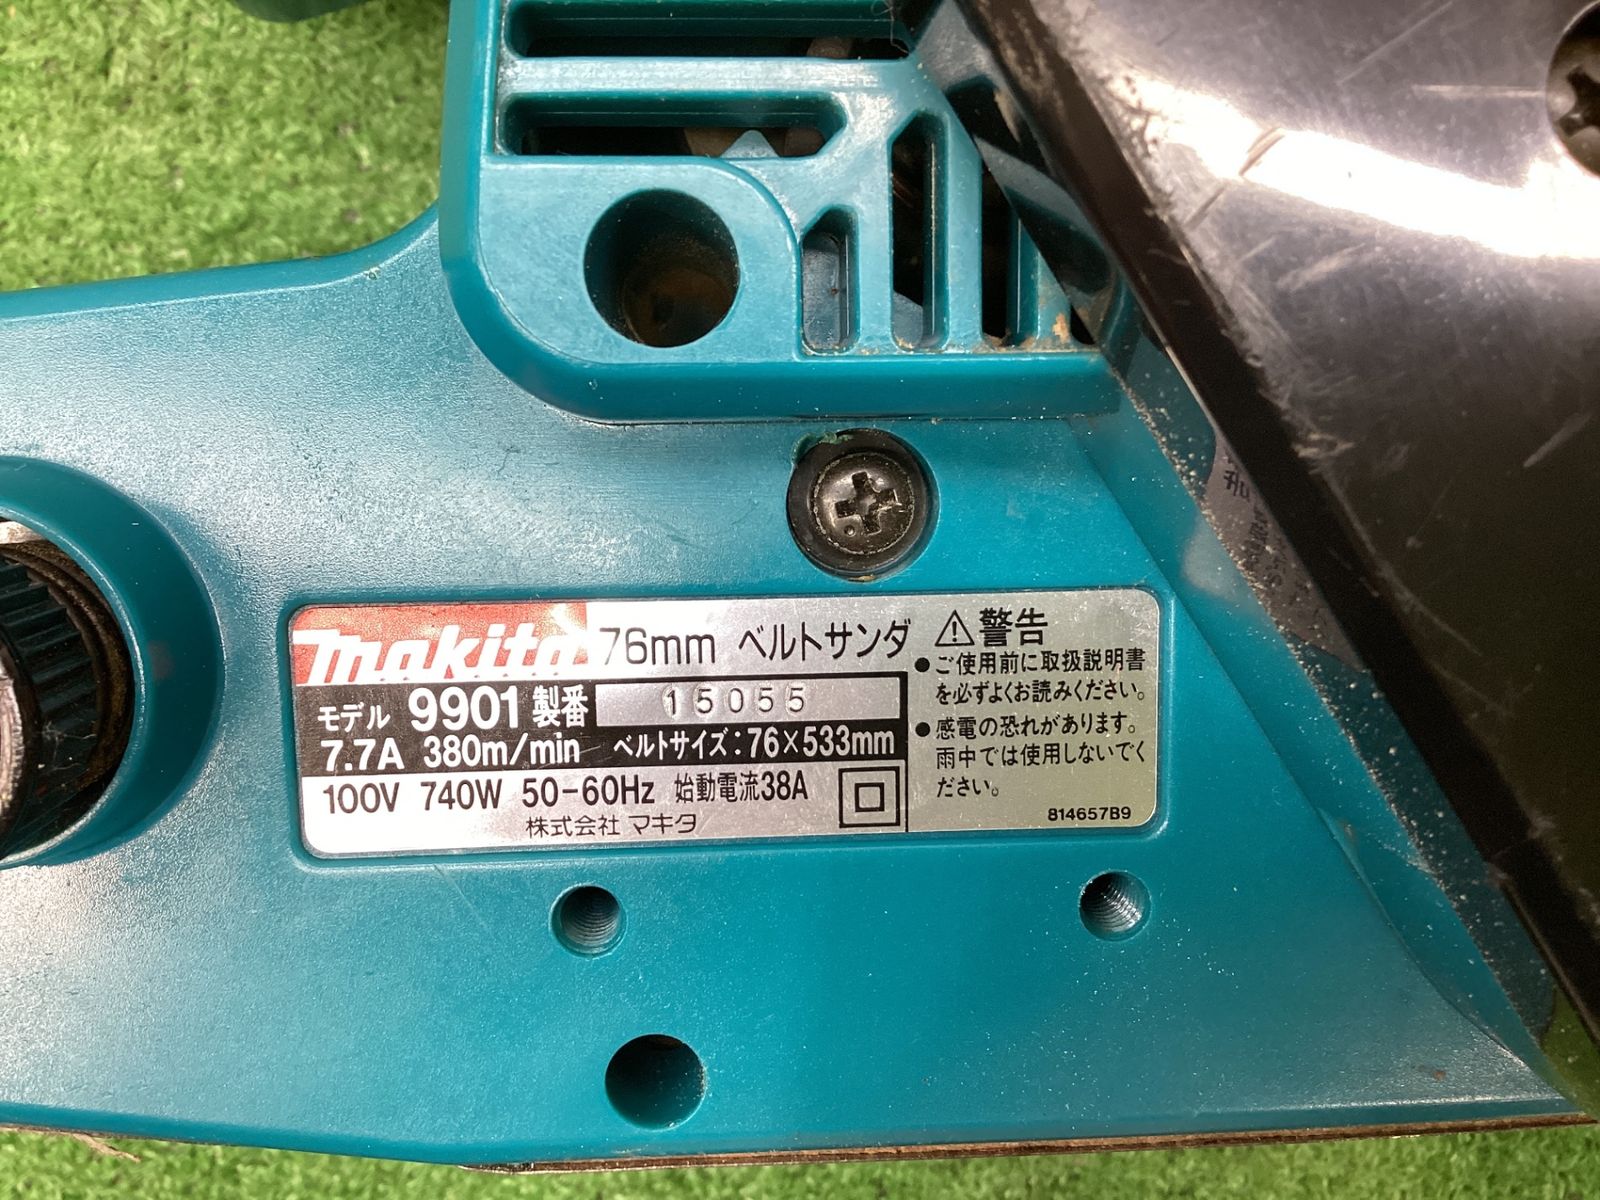 makita 76mm ベルトサンダ
モデル 9901 製番 15055
7.7A 380m/min ベルトサイズ:76×533mm
100V 740W 50-60Hz 始動電流38A
株式会社 マキタ
⚠警告
●ご使用前に取扱説明書
を必ずよくお読みください。
●感電の恐れがあります。
雨中では使用しないでく
ださい。
814657B9